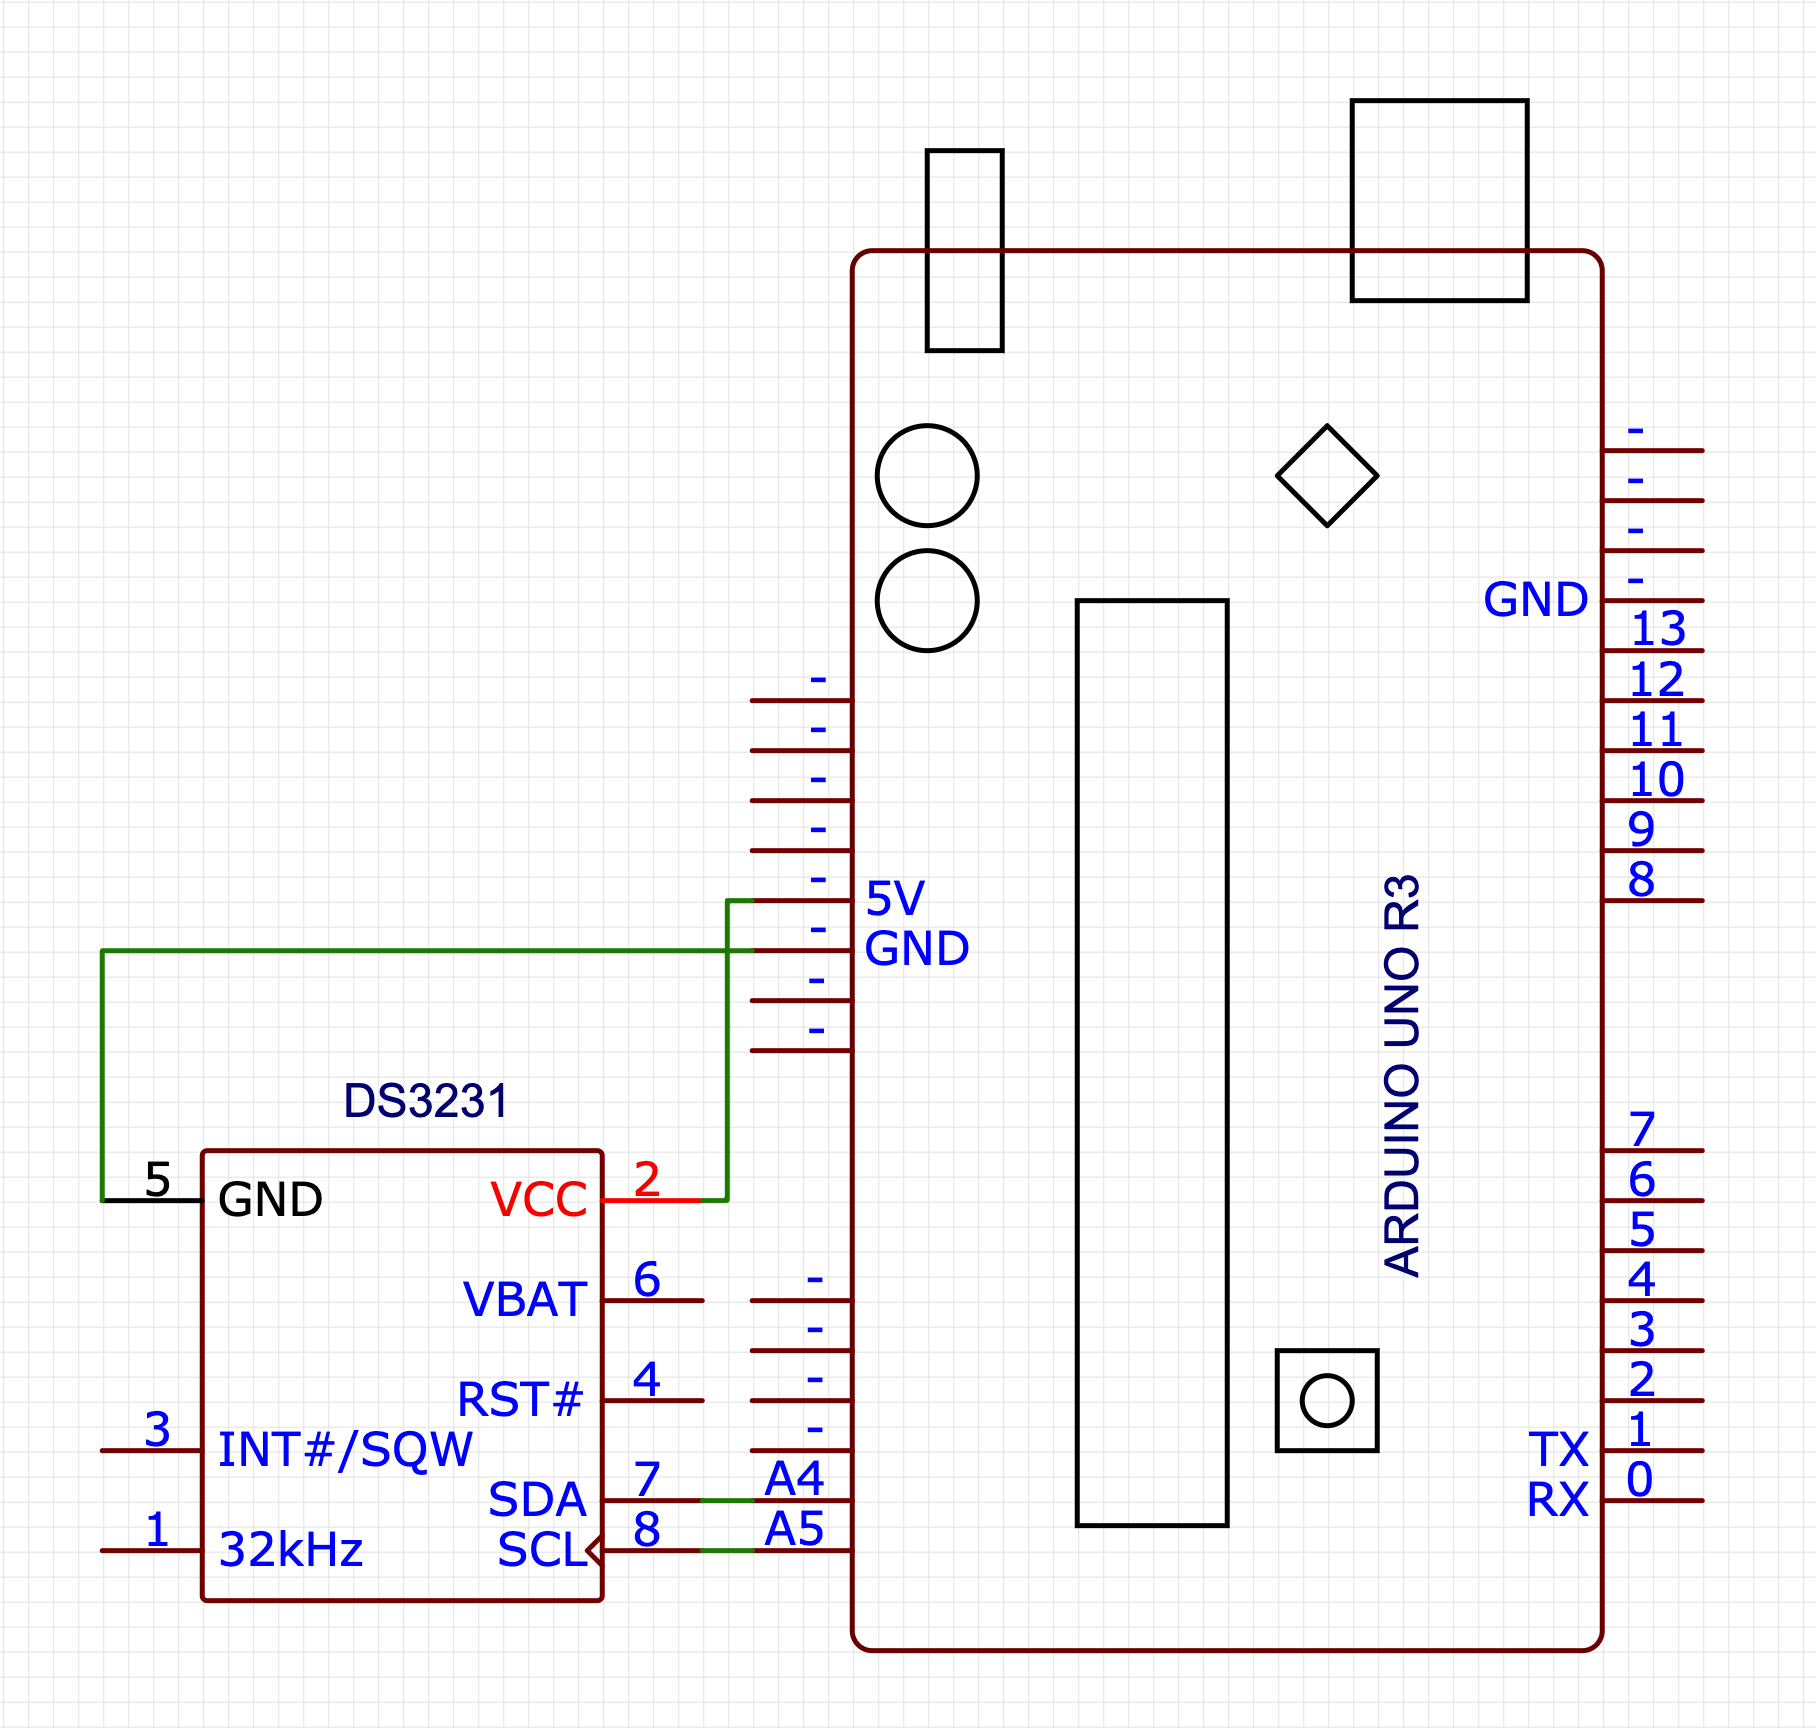 -
-
-
-
GND
13
12
11
10
9
8
-
-
-
-
-
5V
-
GND
-
-
ARDUINO UNO R3
7
6
5
4
3
2
TX 1
RX 0
DS3231
5 GND
VCC 2
VBAT 6
RST# 4
3 INT#/SQW
SDA 7
1 32kHz
SCL 8
-
-
-
-
A4
A5